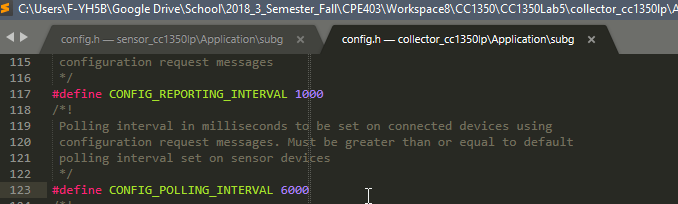 C:\Users\F-YH5B\Google Drive\School\2018_3_Semester_Fall\CPE403\Workspace8\CC1350\CC1350Lab5\collector_cc1350lp\A
config.h — sensor_cc1350lp\Application\subg × config.h — collector_cc1350lp\Application\subg ×
115 configuration request messages
116 */
117 #define CONFIG_REPORTING_INTERVAL 1000
118 /*!
119 Polling interval in milliseconds to be set on connected devices using
120 configuration request messages. Must be greater than or equal to default
121 polling interval set on sensor devices
122 */
123 #define CONFIG_POLLING_INTERVAL 6000
124 /*!